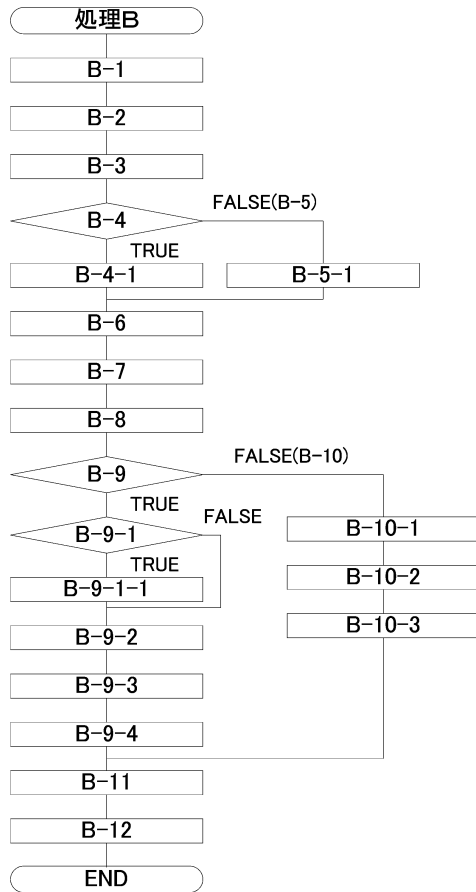 処理B
B-1
B-2
B-3
B-4
FALSE(B-5)
TRUE
B-4-1
B-5-1
B-6
B-7
B-8
B-9
FALSE(B-10)
TRUE
B-9-1
FALSE
TRUE
B-9-1-1
B-10-1
B-10-2
B-10-3
B-9-2
B-9-3
B-9-4
B-11
B-12
END